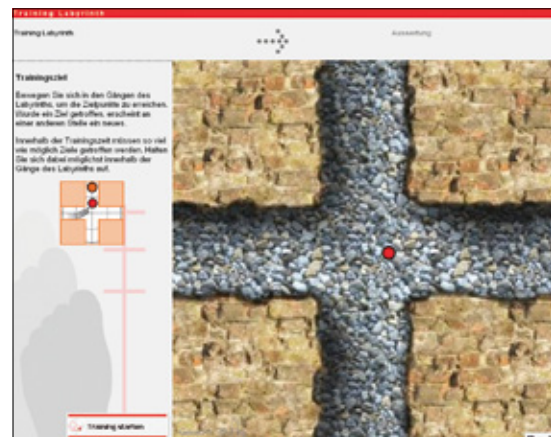 Training Labyrinth
Training Labyrinth
Auswertung
Trainingsziel
Bewegen Sie sich in den Gängen des
Labyrinths, um die Zielpunkte zu erreichen.
Wurde ein Ziel getroffen, erscheint an
einer anderen Stelle ein neues.
Innerhalb der Trainingszeit müssen so viel
wie möglich Ziele getroffen werden. Halten
Sie sich dabei möglichst innerhalb der
Gänge des Labyrinths auf.
Training starten